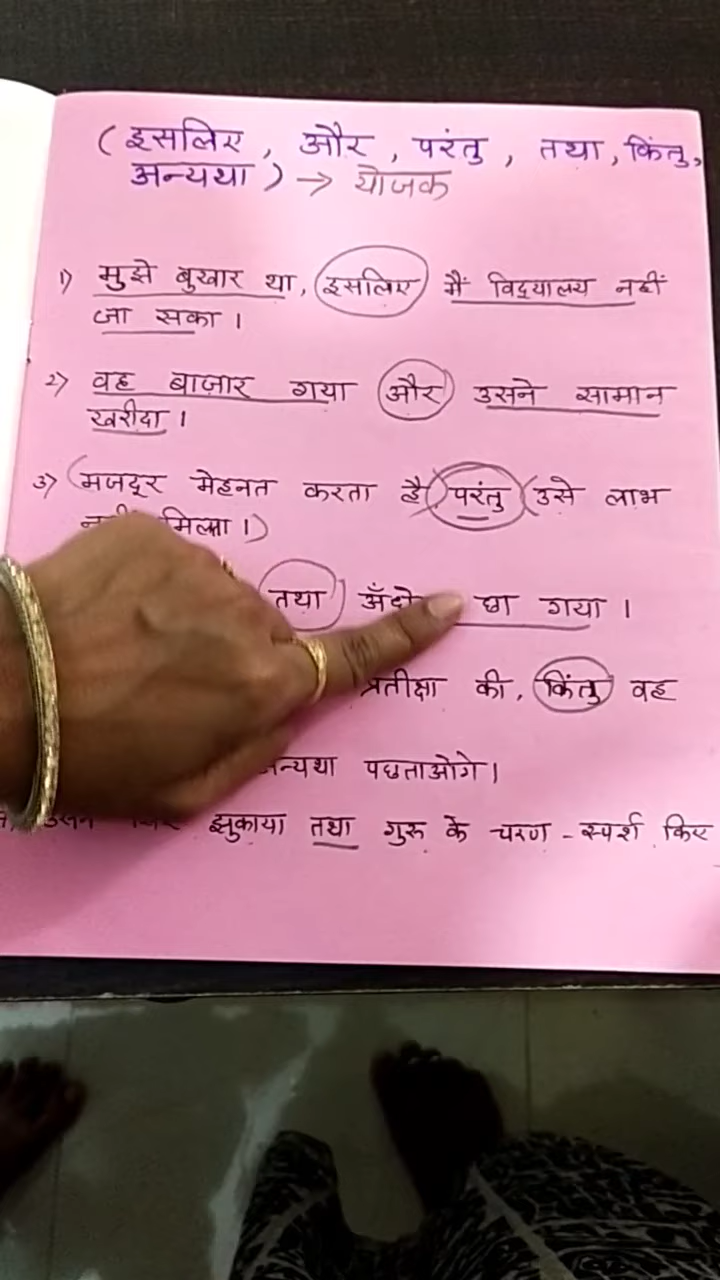 (इसलिए, और, परंतु, तथा, किंतु,
अन्यथा) → योजक
1) मुझे बुखार था, इसलिए मैं विद्यालय नहीं
जा सका।
2) वह बाज़ार गया और उसने सामान
खरीदा।
3) (मजदूर मेहनत करता है) परंतु (उसे लाभ
मिलता।)
तथा छा गया।
प्रतीक्षा की, किंतु वह
पछताओगे।
झुकाया तथा गुरु के चरण - स्पर्श किए